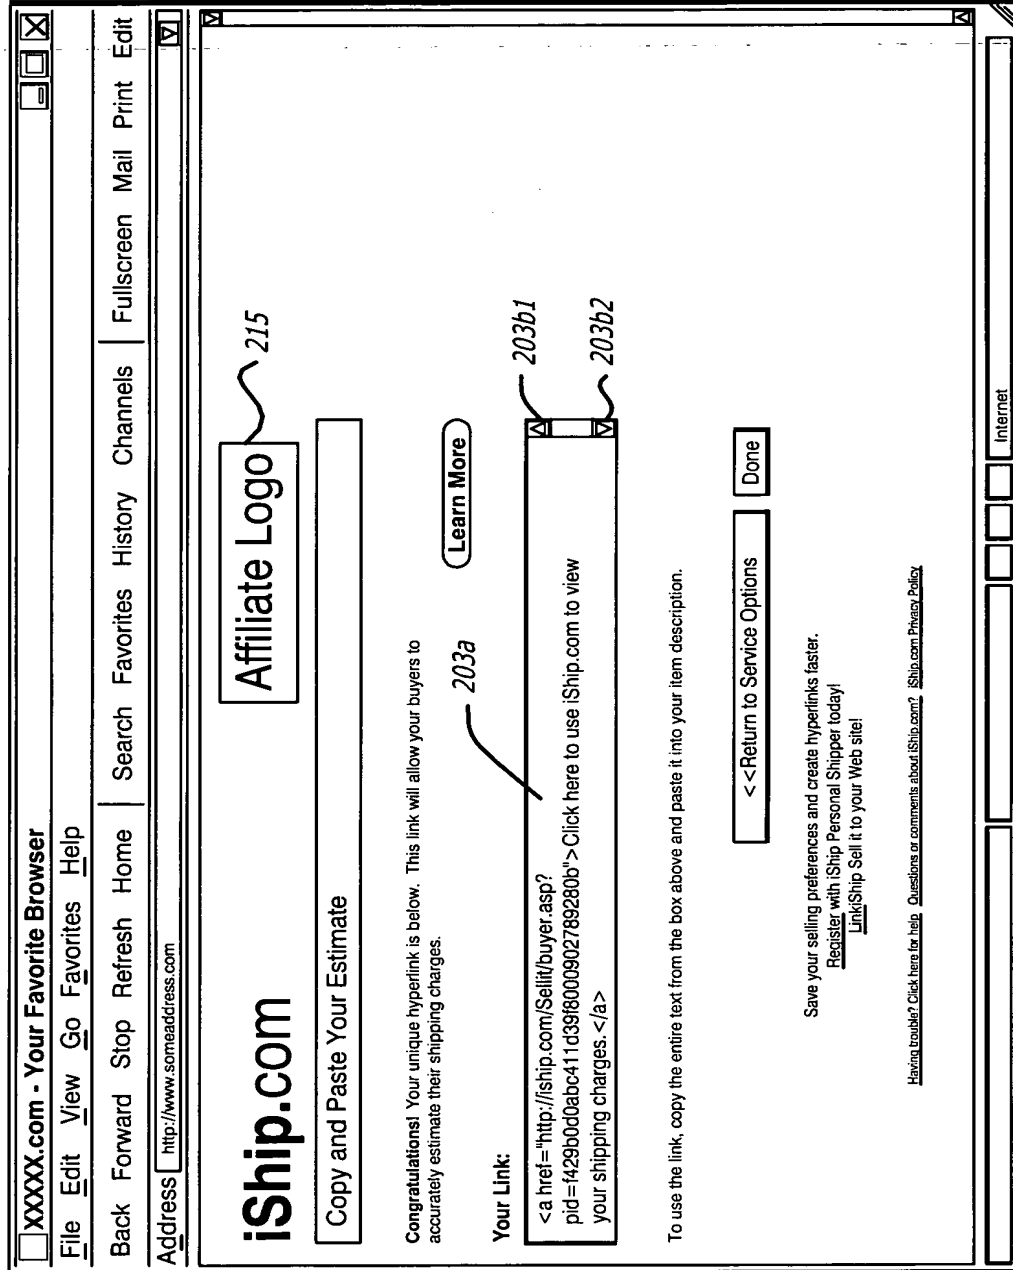 XXXXX.com - Your Favorite Browser
File Edit View Go Favorites Help
Back Forward Stop Refresh Home Search Favorites History Channels Fullscreen Mail Print Edit
Address http://www.someaddress.com
iShip.com Affiliate Logo 215
Copy and Paste Your Estimate
Congratulations! Your unique hyperlink is below. This link will allow your buyers to
accurately estimate their shipping charges.
Learn More
Your Link:
203a
203b1
<a href="http://iship.com/Sellit/buyer.asp?
pid=f429b0d0abc411d39f8000902789280b">Click here to use iShip.com to view
your shipping charges.</a>
203b2
To use the link, copy the entire text from the box above and paste it into your item description.
< <Return to Service Options Done
Save your selling preferences and create hyperlinks faster.
Register with iShip Personal Shipper today!
LinkiShip Sell it to your Web site!
Having trouble? Click here for help Questions or comments about iShip.com? iShip.com Privacy Policy
Internet